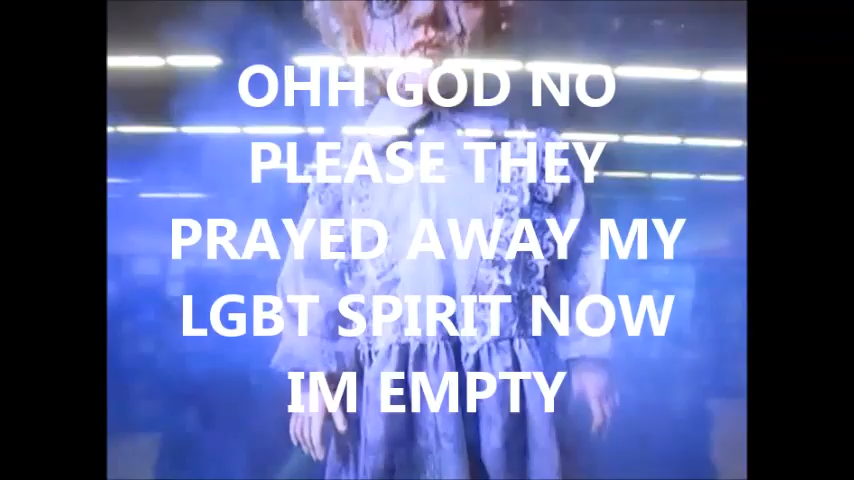 OHH GOD NO
PLEASE THEY
PRAYED AWAY MY
LGBT SPIRIT NOW
IM EMPTY